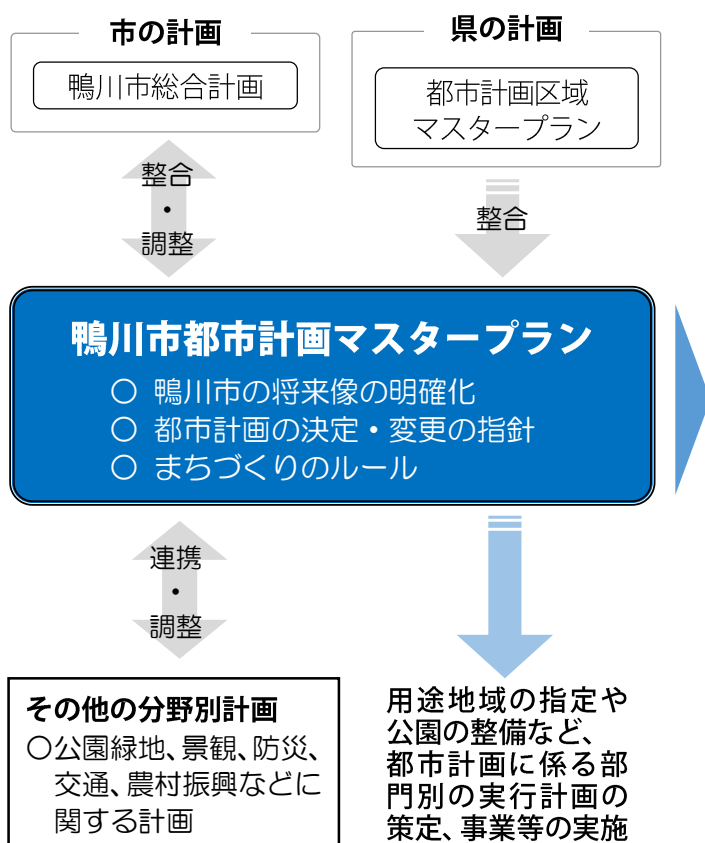 市の計画
鴨川市総合計画
県の計画
都市計画区域
マスタープラン
整合
・
調整
整合
鴨川市都市計画マスタープラン
○ 鴨川市の将来像の明確化
○ 都市計画の決定・変更の指針
○ まちづくりのルール
連携
・
調整
その他の分野別計画
○公園緑地、景観、防災、
交通、農村振興などに
関する計画
用途地域の指定や
公園の整備など、
都市計画に係る部
門別の実行計画の
策定、事業等の実施